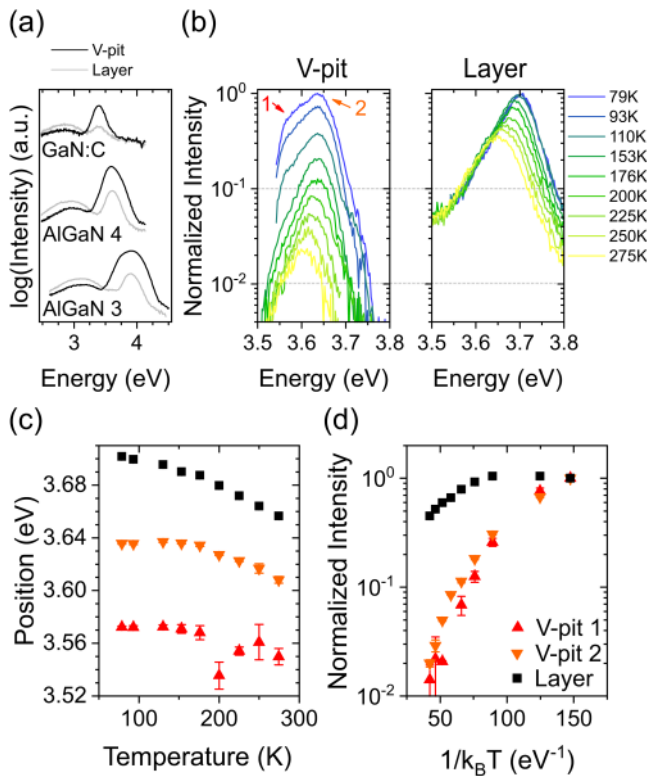 (a)
V-pit
Layer
log(Intensity) (a.u.)
GaN:C
AlGaN 4
AlGaN 3
3 4
Energy (eV)
(b)
V-pit Layer
Normalized Intensity
10⁰
10⁻¹
10⁻²
1 2
3.5 3.6 3.7 3.8 3.5 3.6 3.7 3.8
Energy (eV) Energy (eV)
79K
93K
110K
153K
176K
200K
225K
250K
275K
(c)
Position (eV)
3.68
3.64
3.60
3.56
3.52
100 200 300
Temperature (K)
(d)
Normalized Intensity
10⁰
10⁻¹
10⁻²
V-pit 1
V-pit 2
Layer
50 100 150
1/k_BT (eV⁻¹)